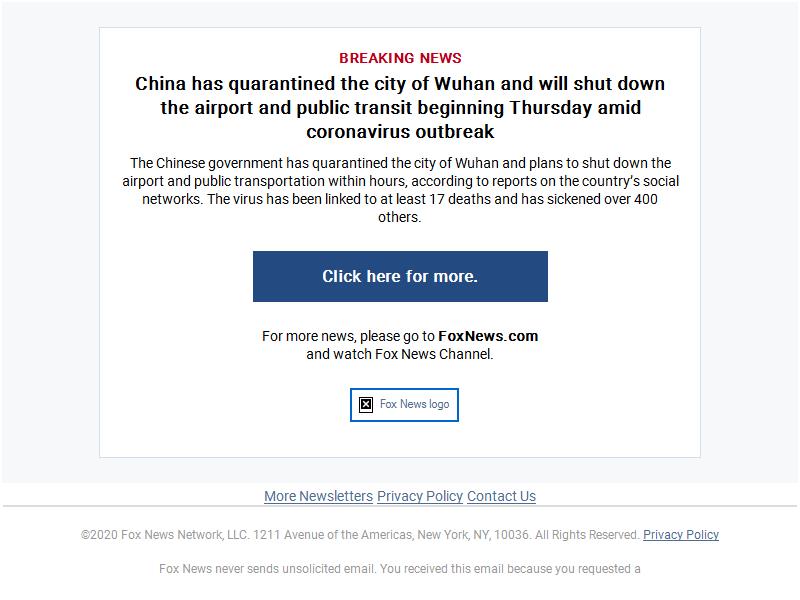 BREAKING NEWS
China has quarantined the city of Wuhan and will shut down
the airport and public transit beginning Thursday amid
coronavirus outbreak
The Chinese government has quarantined the city of Wuhan and plans to shut down the
airport and public transportation within hours, according to reports on the country's social
networks. The virus has been linked to at least 17 deaths and has sickened over 400
others.
Click here for more.
For more news, please go to FoxNews.com
and watch Fox News Channel.
Fox News logo
More Newsletters Privacy Policy Contact Us
©2020 Fox News Network, LLC. 1211 Avenue of the Americas, New York, NY, 10036. All Rights Reserved. Privacy Policy
Fox News never sends unsolicited email. You received this email because you requested a